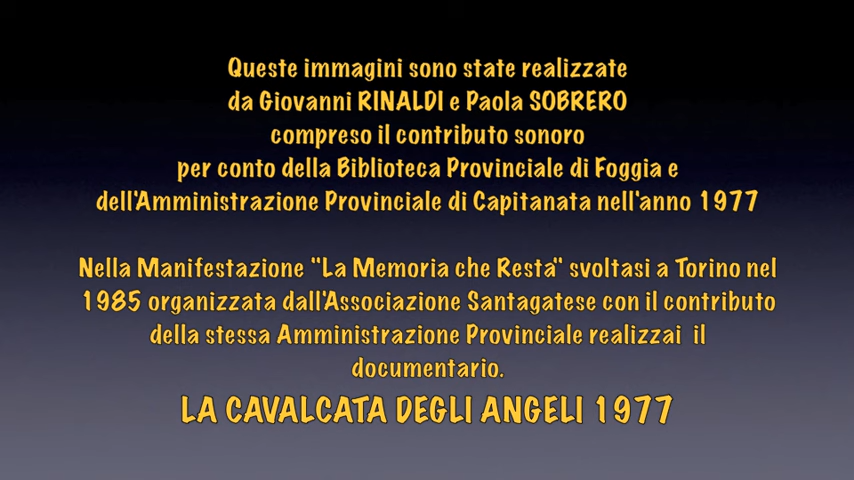 Queste immagini sono state realizzate
da Giovanni RINALDI e Paola SOBRERO
compreso il contributo sonoro
per conto della Biblioteca Provinciale di Foggia e
dell'Amministrazione Provinciale di Capitanata nell'anno 1977
Nella Manifestazione "La Memoria che Resta" svoltasi a Torino nel
1985 organizzata dall'Associazione Santagatese con il contributo
della stessa Amministrazione Provinciale realizzai il
documentario.
LA CAVALCATA DEGLI ANGELI 1977